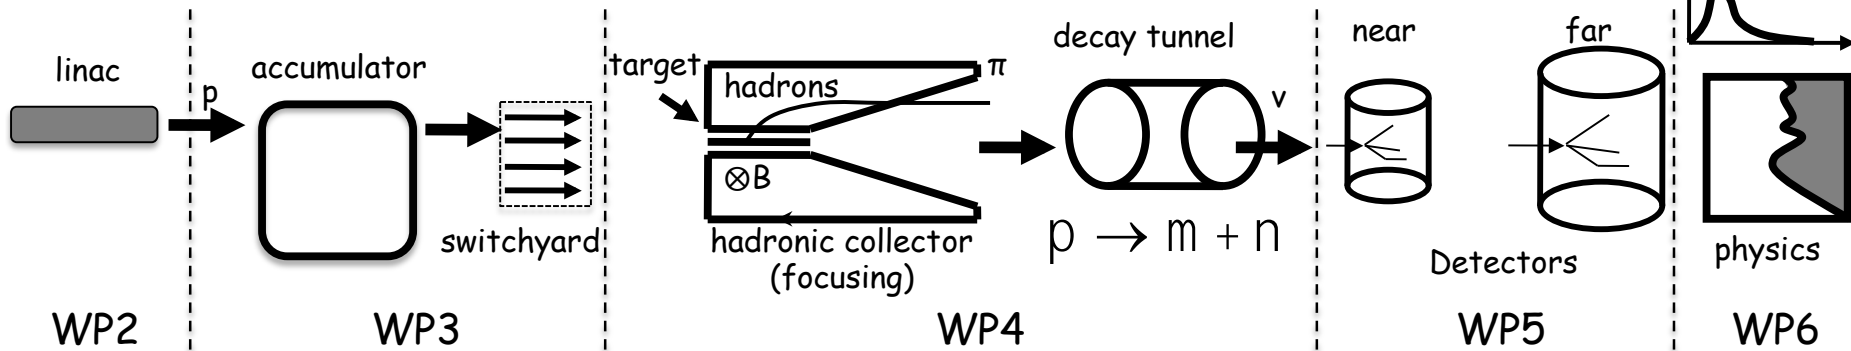 linac
p
WP2
accumulator
switchyard
WP3
target
hadrons
π
⊗B
hadronic collector
(focusing)
decay tunnel
ν
p → m + n
WP4
near
far
Detectors
WP5
physics
WP6